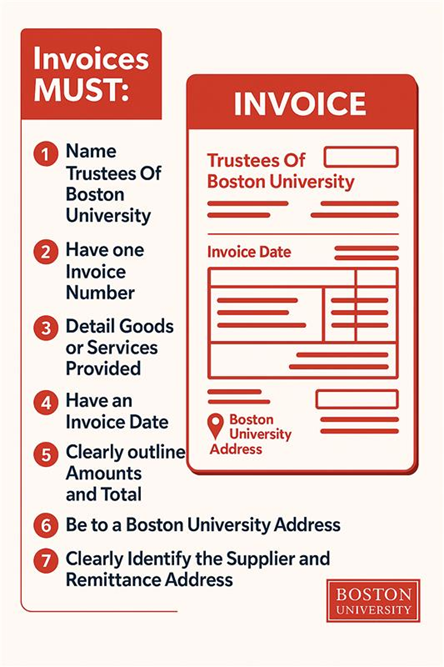 Invoices
MUST:
1 Name
Trustees Of
Boston
University
2 Have one
Invoice
Number
3 Detail Goods
or Services
Provided
4 Have an
Invoice Date
5 Clearly outline
Amounts
and Total
6 Be to a Boston University Address
7 Clearly Identify the Supplier and
Remittance Address
INVOICE
Trustees Of
Boston University
Invoice Date
Boston
University
Address
BOSTON
UNIVERSITY